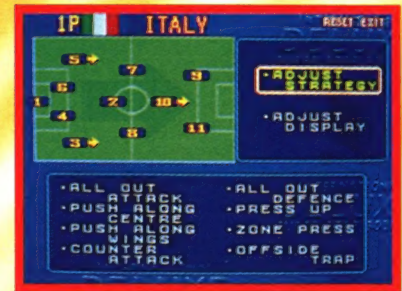 1P ITALY RESET EXIT
5
7
9
6
1 2 10
4
8 11
3
·ADJUST
STRATEGY
·ADJUST
DISPLAY
·ALL OUT
ATTACK
·PUSH ALONG
CENTRE
·PUSH ALONG
WINGS
·COUNTER
ATTACK
·ALL OUT
DEFENCE
·PRESS UP
·ZONE PRESS
·OFFSIDE
TRAP